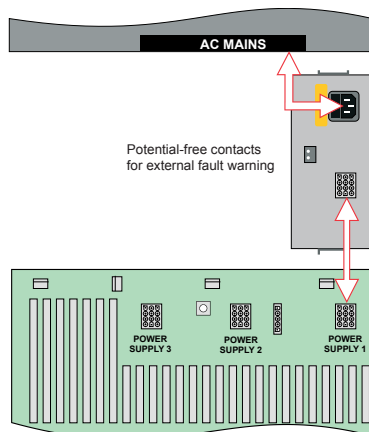 AC MAINS
Potential-free contacts
for external fault warning
POWER
SUPPLY 3
POWER
SUPPLY 2
POWER
SUPPLY 1